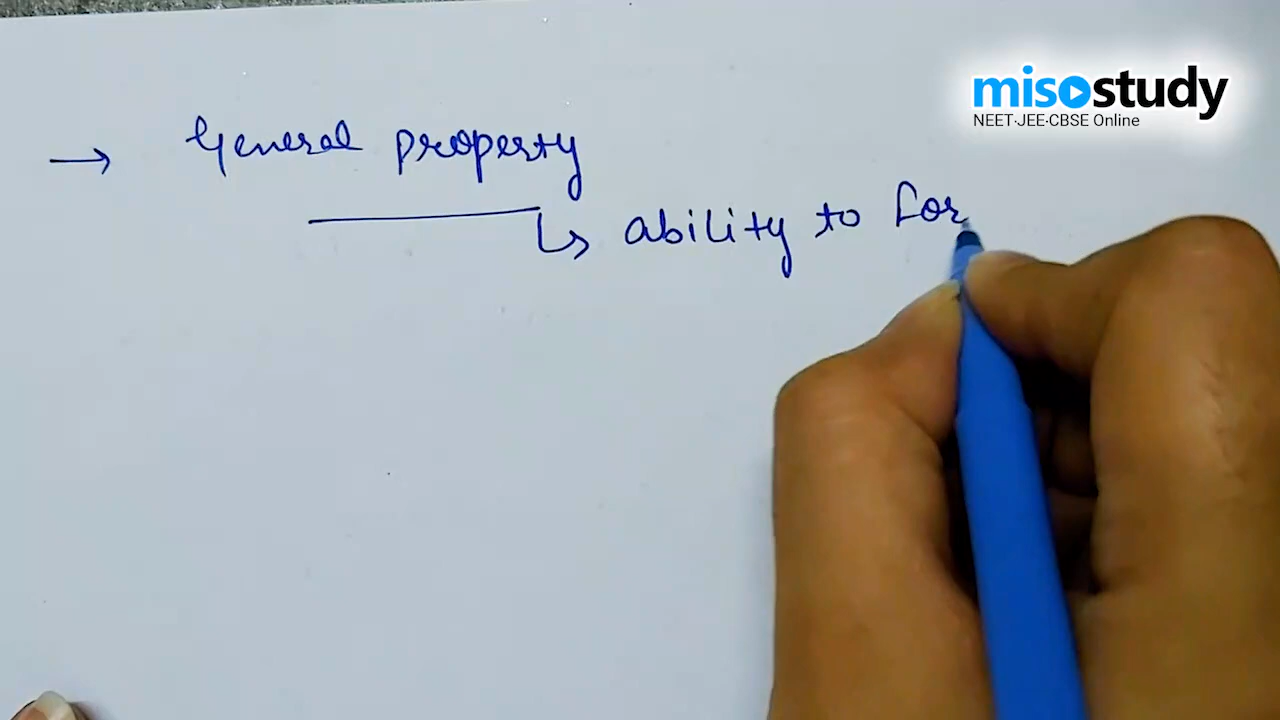 misostudy
NEET·JEE·CBSE Online
→ General property
↳ ability to for